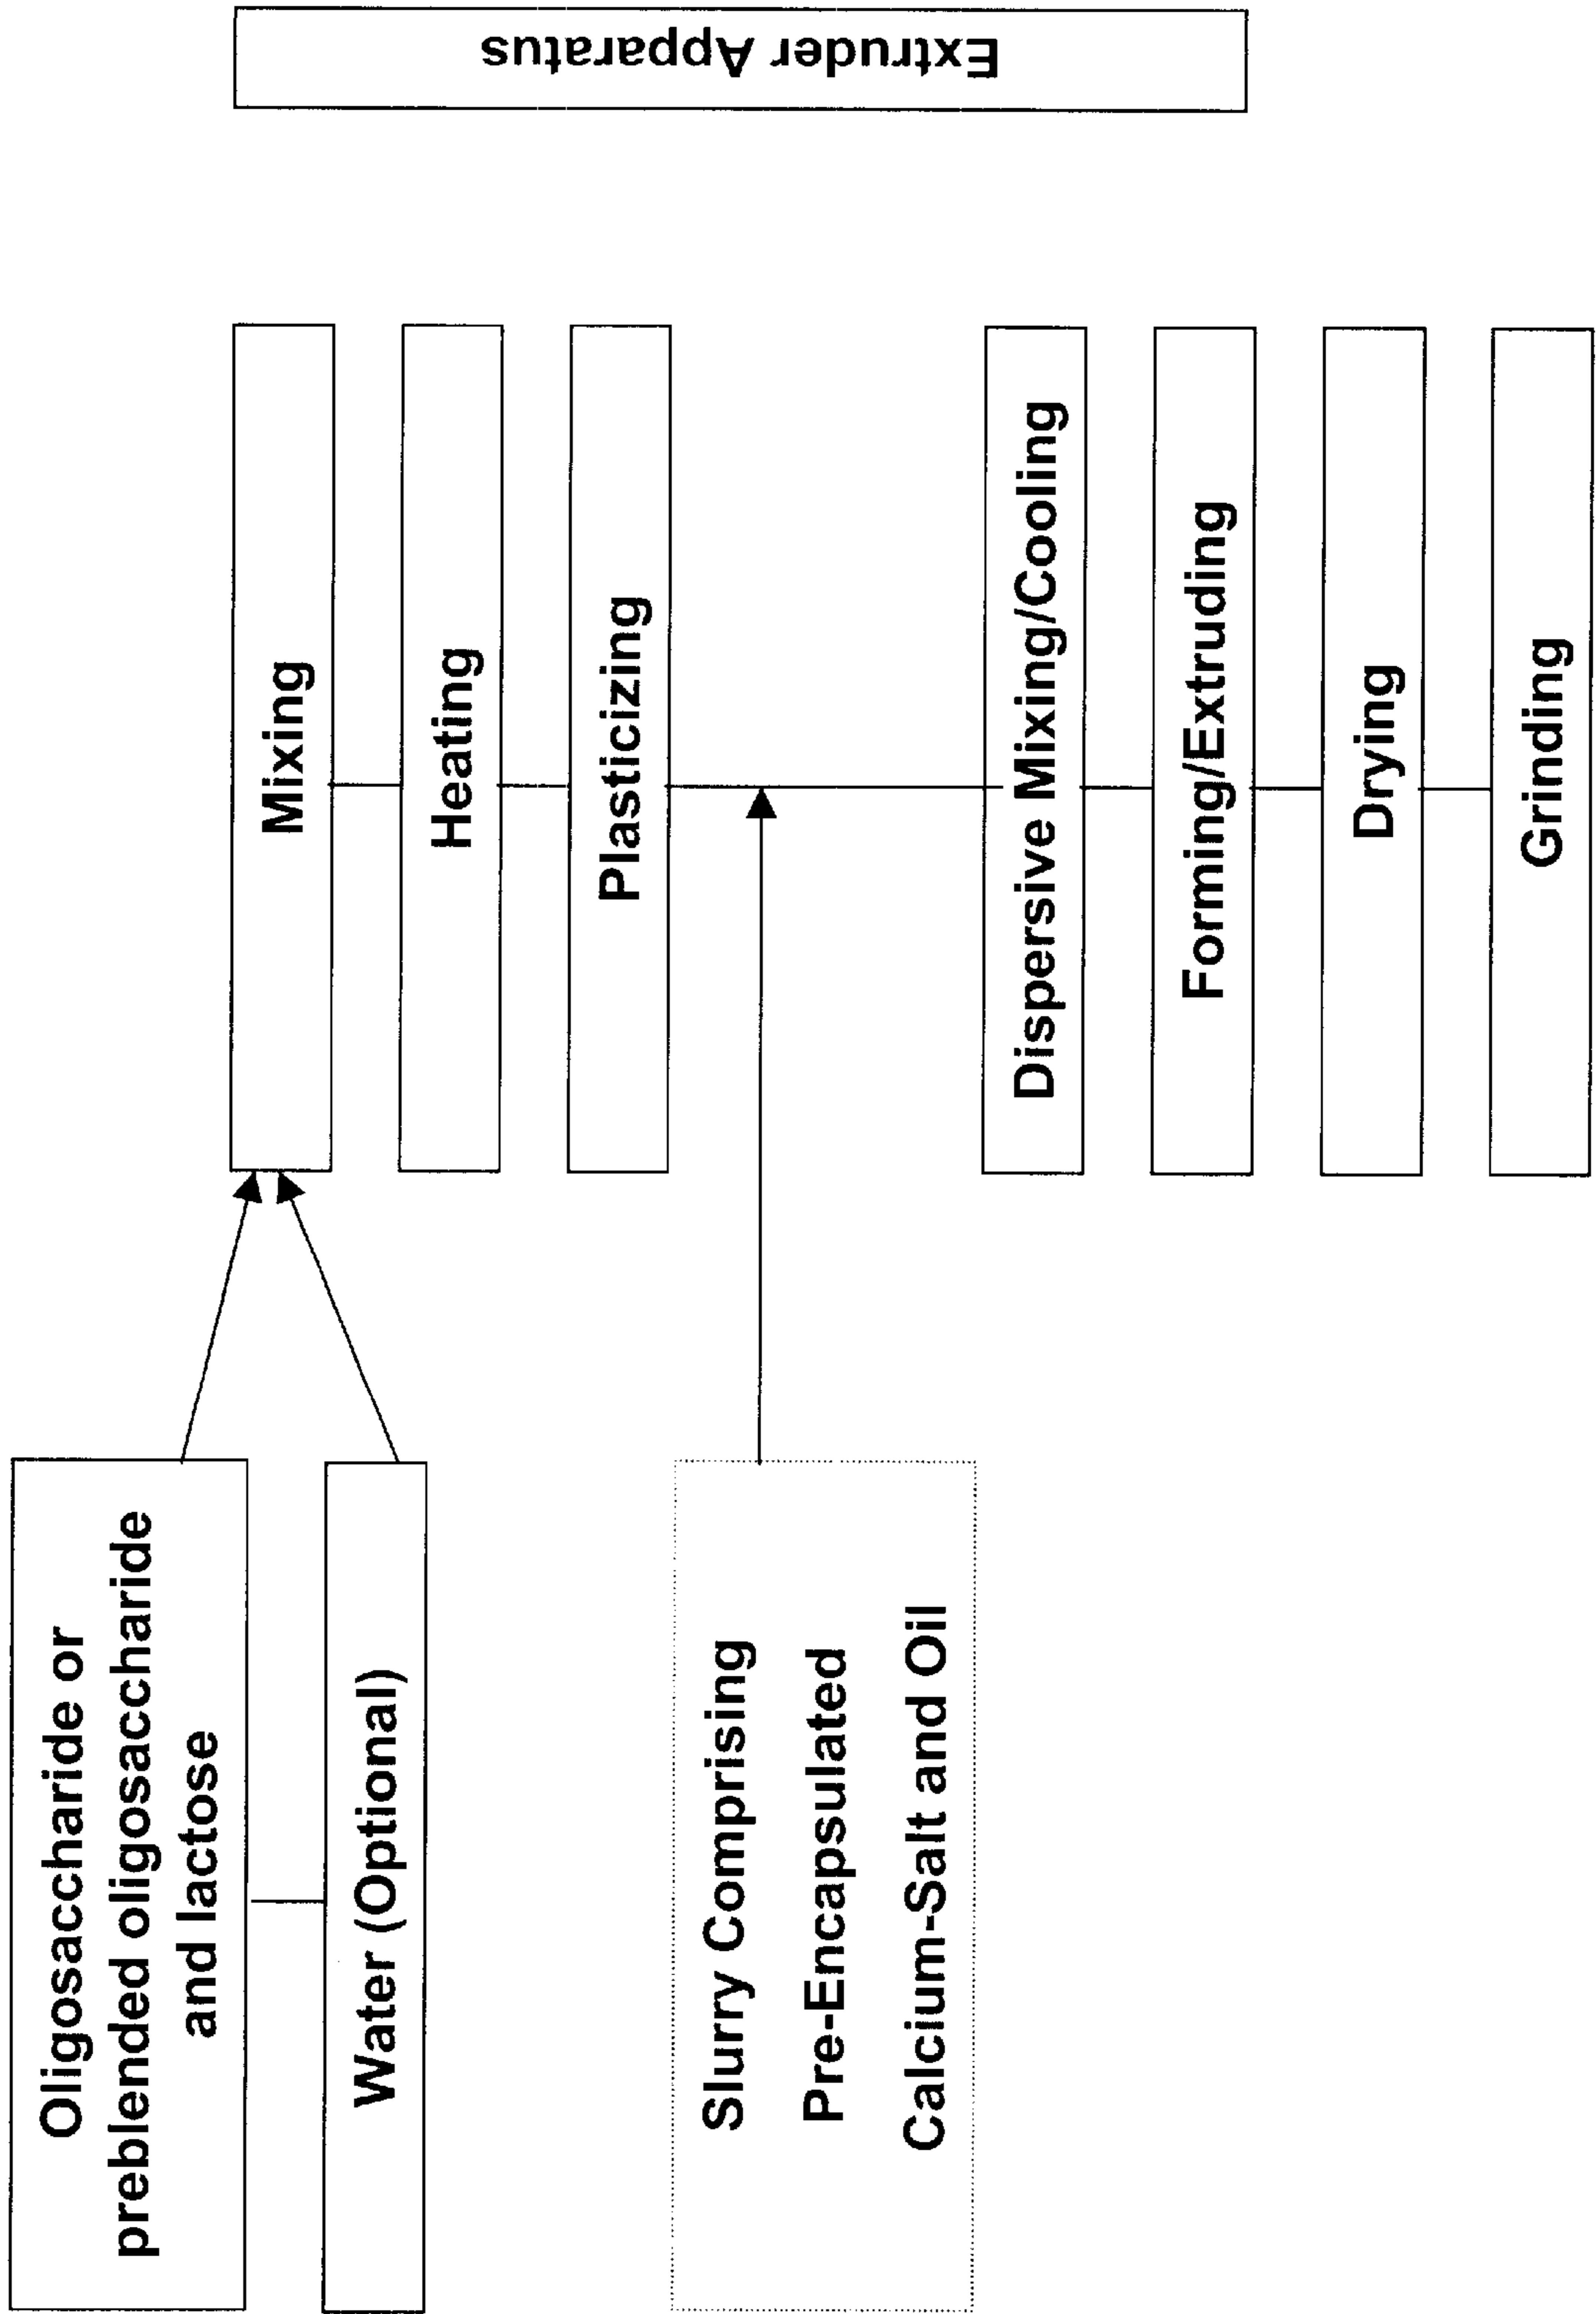 Oligosaccharide or
preblended oligosaccharide
and lactose
Water (Optional)
Slurry Comprising
Pre-Encapsulated
Calcium-Salt and Oil
Mixing
Heating
Plasticizing
Dispersive Mixing/Cooling
Forming/Extruding
Drying
Grinding
Extruder Apparatus